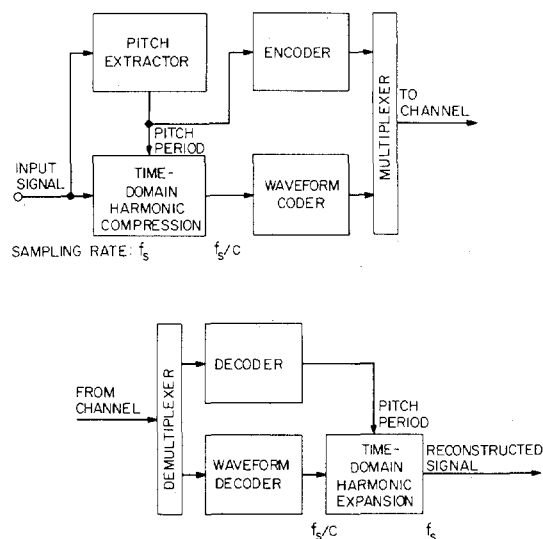 PITCH
EXTRACTOR
ENCODER
MULTIPLEXER
TO
CHANNEL
PITCH
PERIOD
INPUT
SIGNAL
TIME-
DOMAIN
HARMONIC
COMPRESSION
WAVEFORM
CODER
SAMPLING RATE: fs
fs/C
FROM
CHANNEL
DEMULTIPLEXER
DECODER
PITCH
PERIOD
WAVEFORM
DECODER
TIME-
DOMAIN
HARMONIC
EXPANSION
RECONSTRUCTED
SIGNAL
fs/C
fs